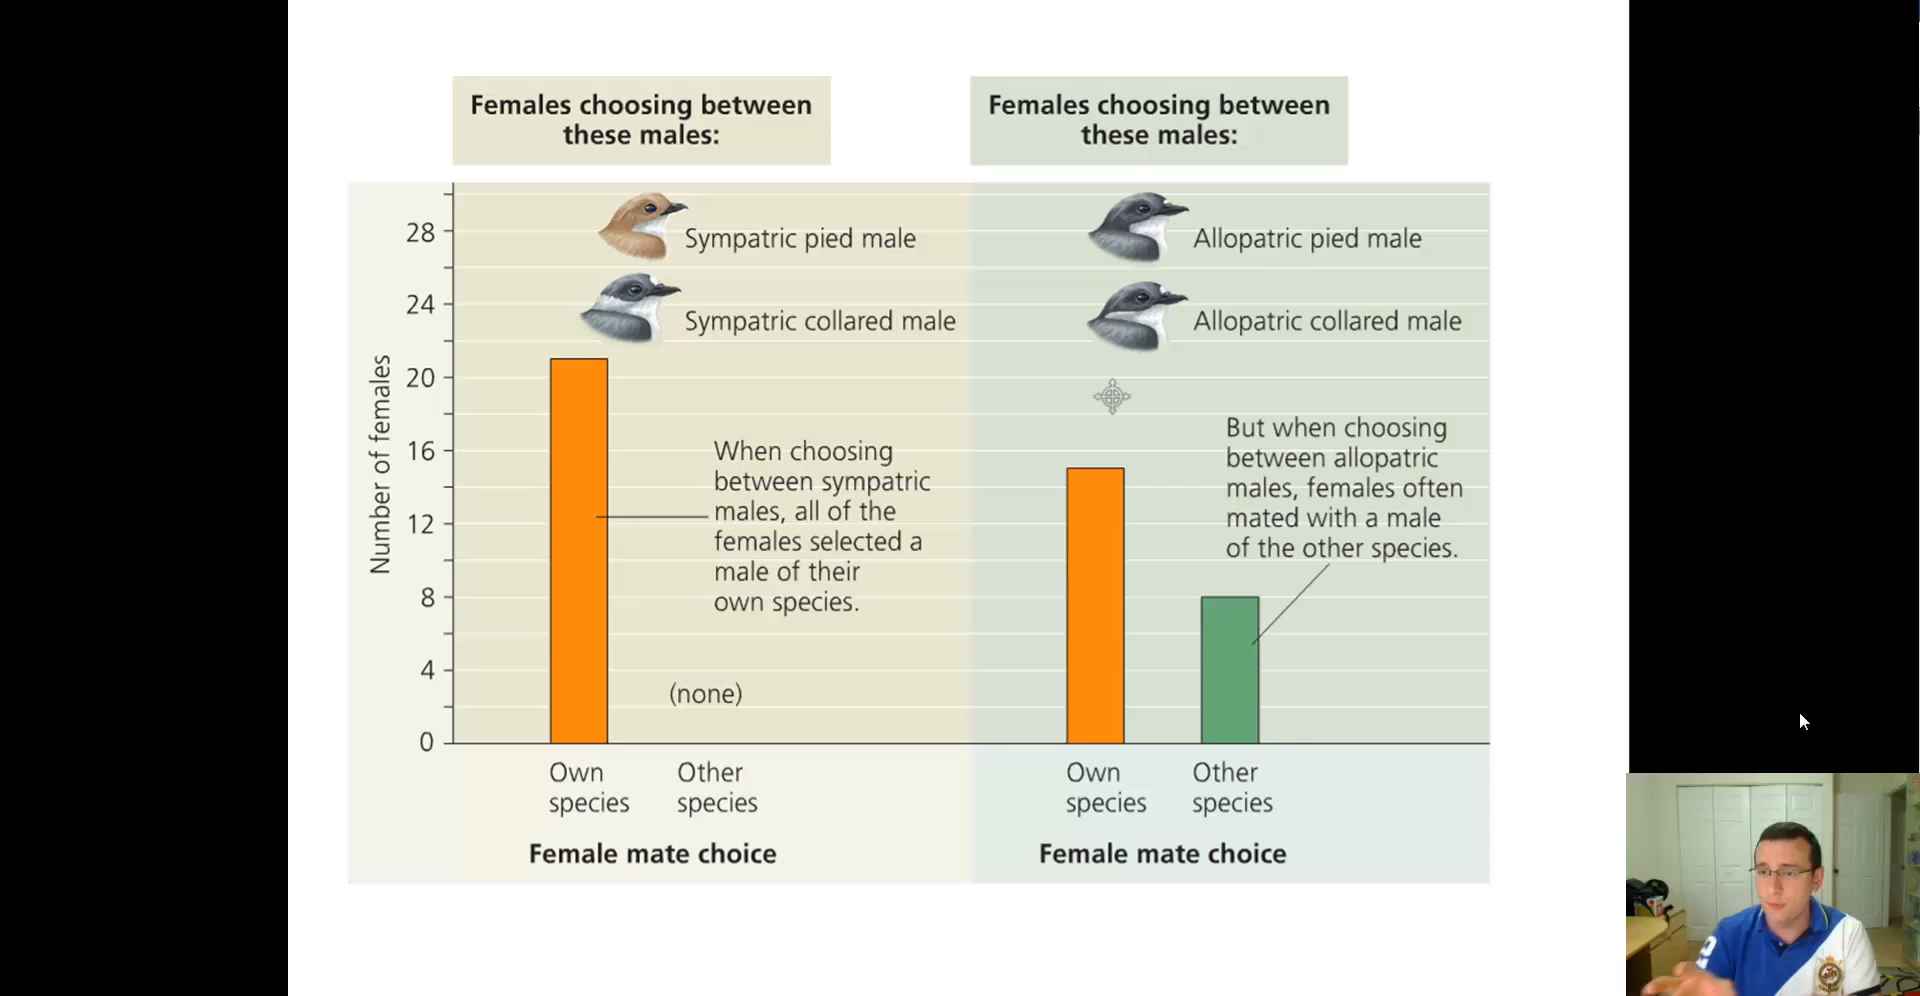 Females choosing between
these males:
Females choosing between
these males:
Number of females
28
24
20
16
12
8
4
0
Sympatric pied male
Sympatric collared male
When choosing
between sympatric
males, all of the
females selected a
male of their
own species.
(none)
Own
species
Other
species
Female mate choice
Allopatric pied male
Allopatric collared male
But when choosing
between allopatric
males, females often
mated with a male
of the other species.
Own
species
Other
species
Female mate choice
2